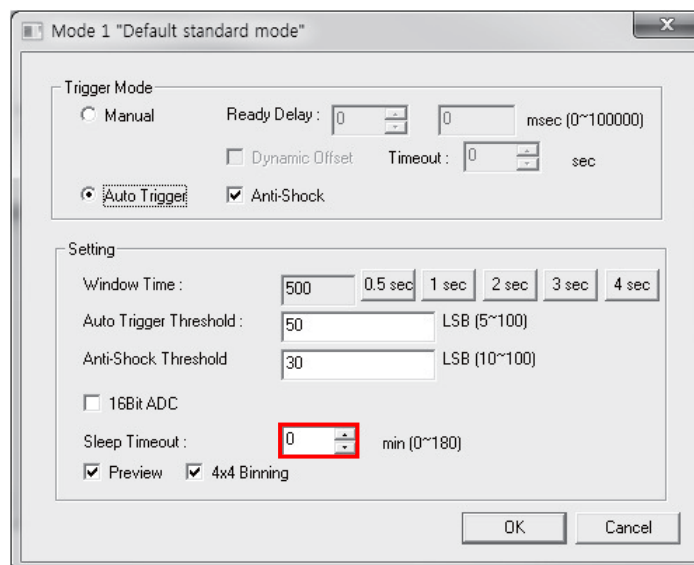 Mode 1 "Default standard mode"
x
Trigger Mode
Manual Ready Delay : 0 0 msec (0~100000)
Dynamic Offset Timeout : 0 sec
Auto Trigger Anti-Shock
Setting
Window Time : 500 0.5 sec 1 sec 2 sec 3 sec 4 sec
Auto Trigger Threshold : 50 LSB (5~100)
Anti-Shock Threshold 30 LSB (10~100)
16Bit ADC
Sleep Timeout : 0 min (0~180)
Preview 4x4 Binning
OK Cancel